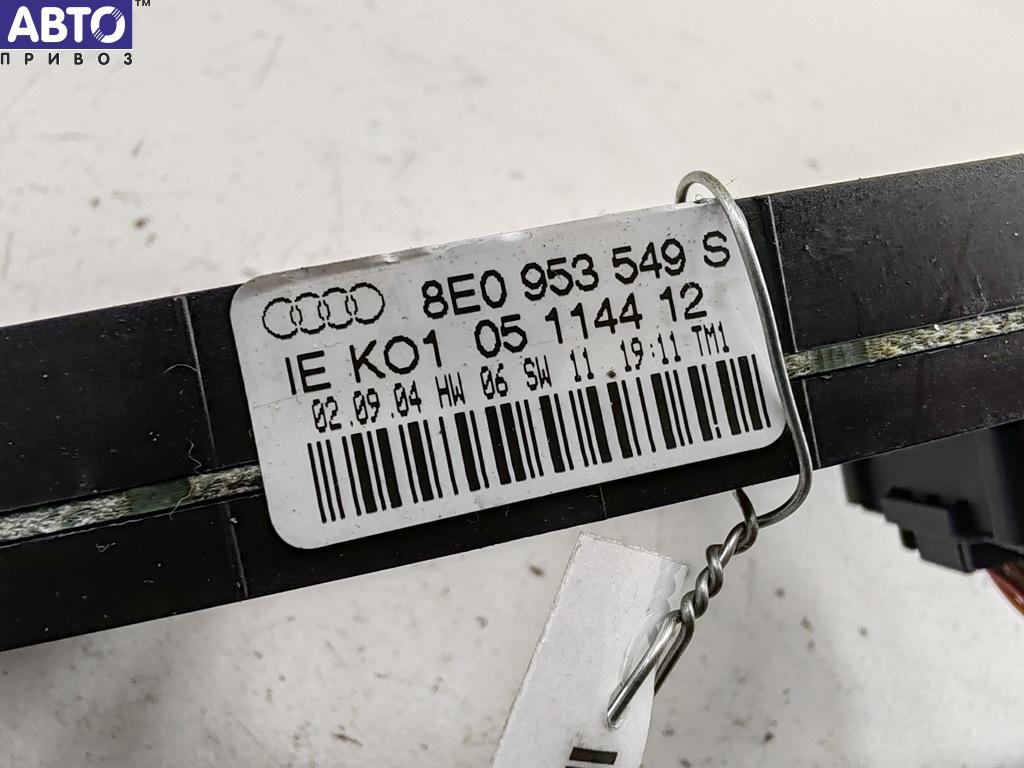 АВТО™
ПРИВОЗ
8E0 953 549 S
IE KO1 05 1144 12
02.09.04 HW 06 SW 11 19:11 TM1